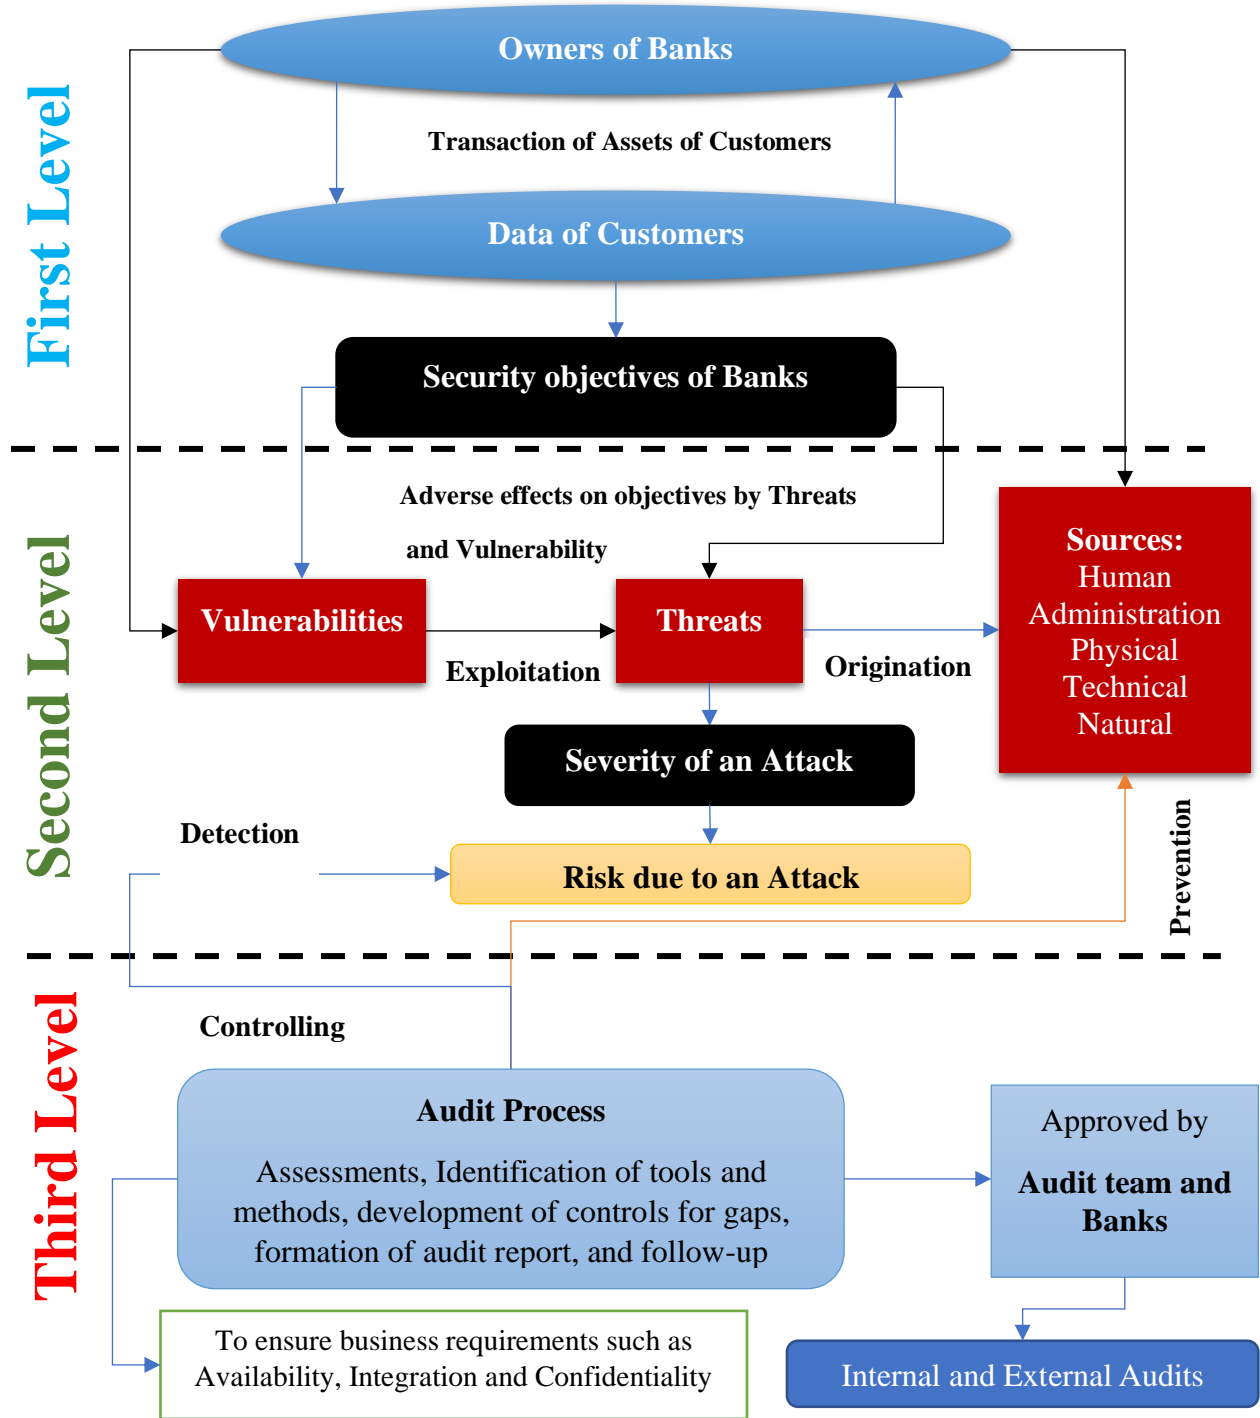 First Level
Owners of Banks
Transaction of Assets of Customers
Data of Customers
Security objectives of Banks
Second Level
Adverse effects on objectives by Threats
and Vulnerability
Sources:
Human
Administration
Physical
Technical
Natural
Vulnerabilities
Threats
Exploitation
Origination
Severity of an Attack
Detection
Risk due to an Attack
Prevention
Third Level
Controlling
Audit Process
Assessments, Identification of tools and
methods, development of controls for gaps,
formation of audit report, and follow-up
Approved by
Audit team and
Banks
To ensure business requirements such as
Availability, Integration and Confidentiality
Internal and External Audits